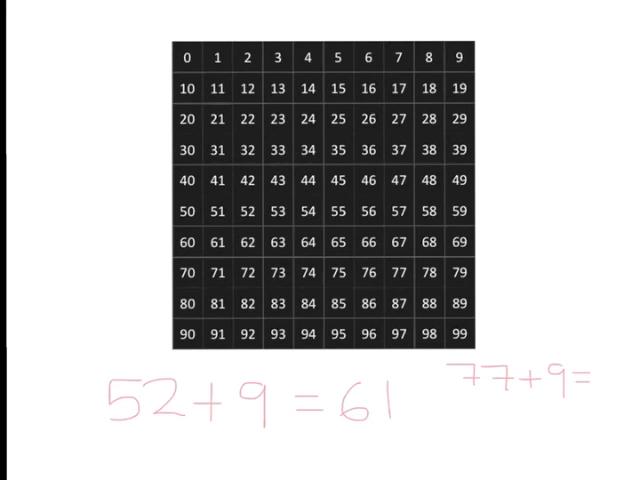 0 1 2 3 4 5 6 7 8 9
10 11 12 13 14 15 16 17 18 19
20 21 22 23 24 25 26 27 28 29
30 31 32 33 34 35 36 37 38 39
40 41 42 43 44 45 46 47 48 49
50 51 52 53 54 55 56 57 58 59
60 61 62 63 64 65 66 67 68 69
70 71 72 73 74 75 76 77 78 79
80 81 82 83 84 85 86 87 88 89
90 91 92 93 94 95 96 97 98 99
52+9=61
77+9=